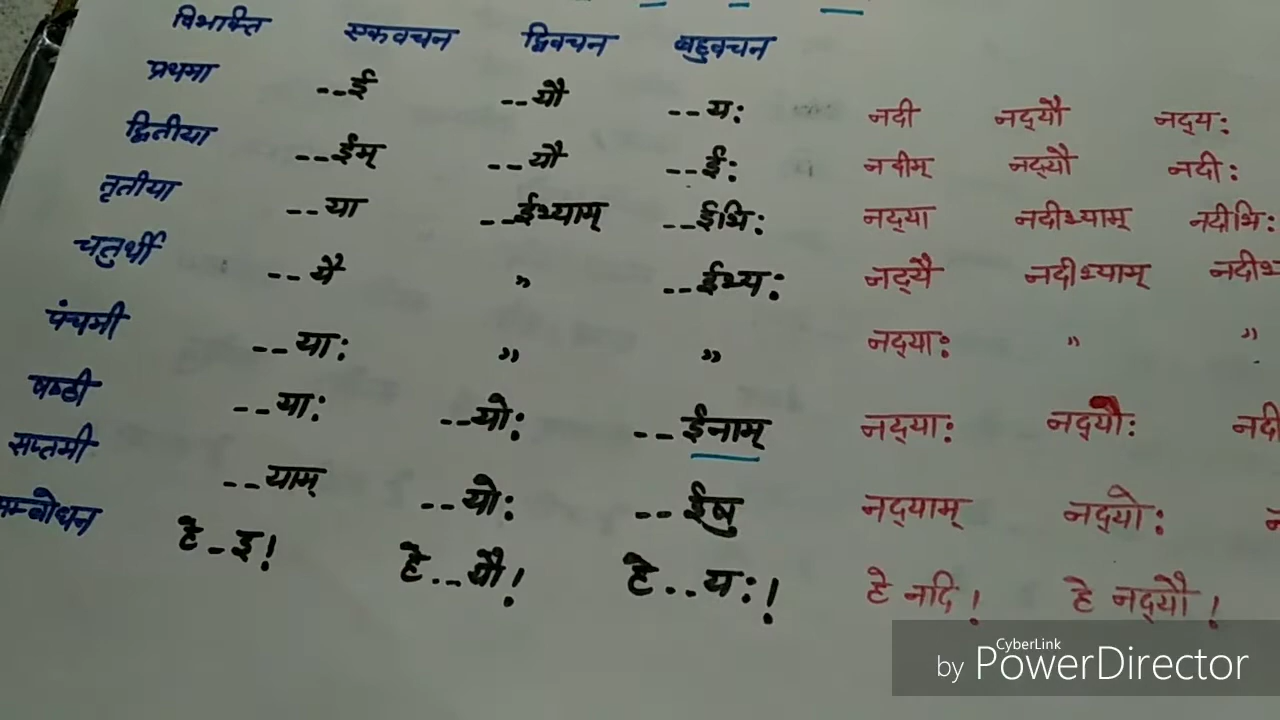 विभक्ति एकवचन द्विवचन बहुवचन
प्रथमा --ई --यौ --यः नदी नद्यौ नद्यः
द्वितीया --ईम् --यौ --ईः नदीम् नद्यौ नदीः
तृतीया --या --ईभ्याम् --ईभिः नद्या नदीभ्याम् नदीभिः
चतुर्थी --यै " --ईभ्यः नद्यै नदीभ्याम्
पंचमी --याः " " नद्याः " "
षष्ठी --याः --योः --ईनाम् नद्याः नद्यौः नदी
सप्तमी --याम् --योः --ईषु नद्याम् नद्योः
सम्बोधन हे -इ! हे --यौ! हे ..यः! हे नदि! हे नद्यौ!
CyberLink
by PowerDirector